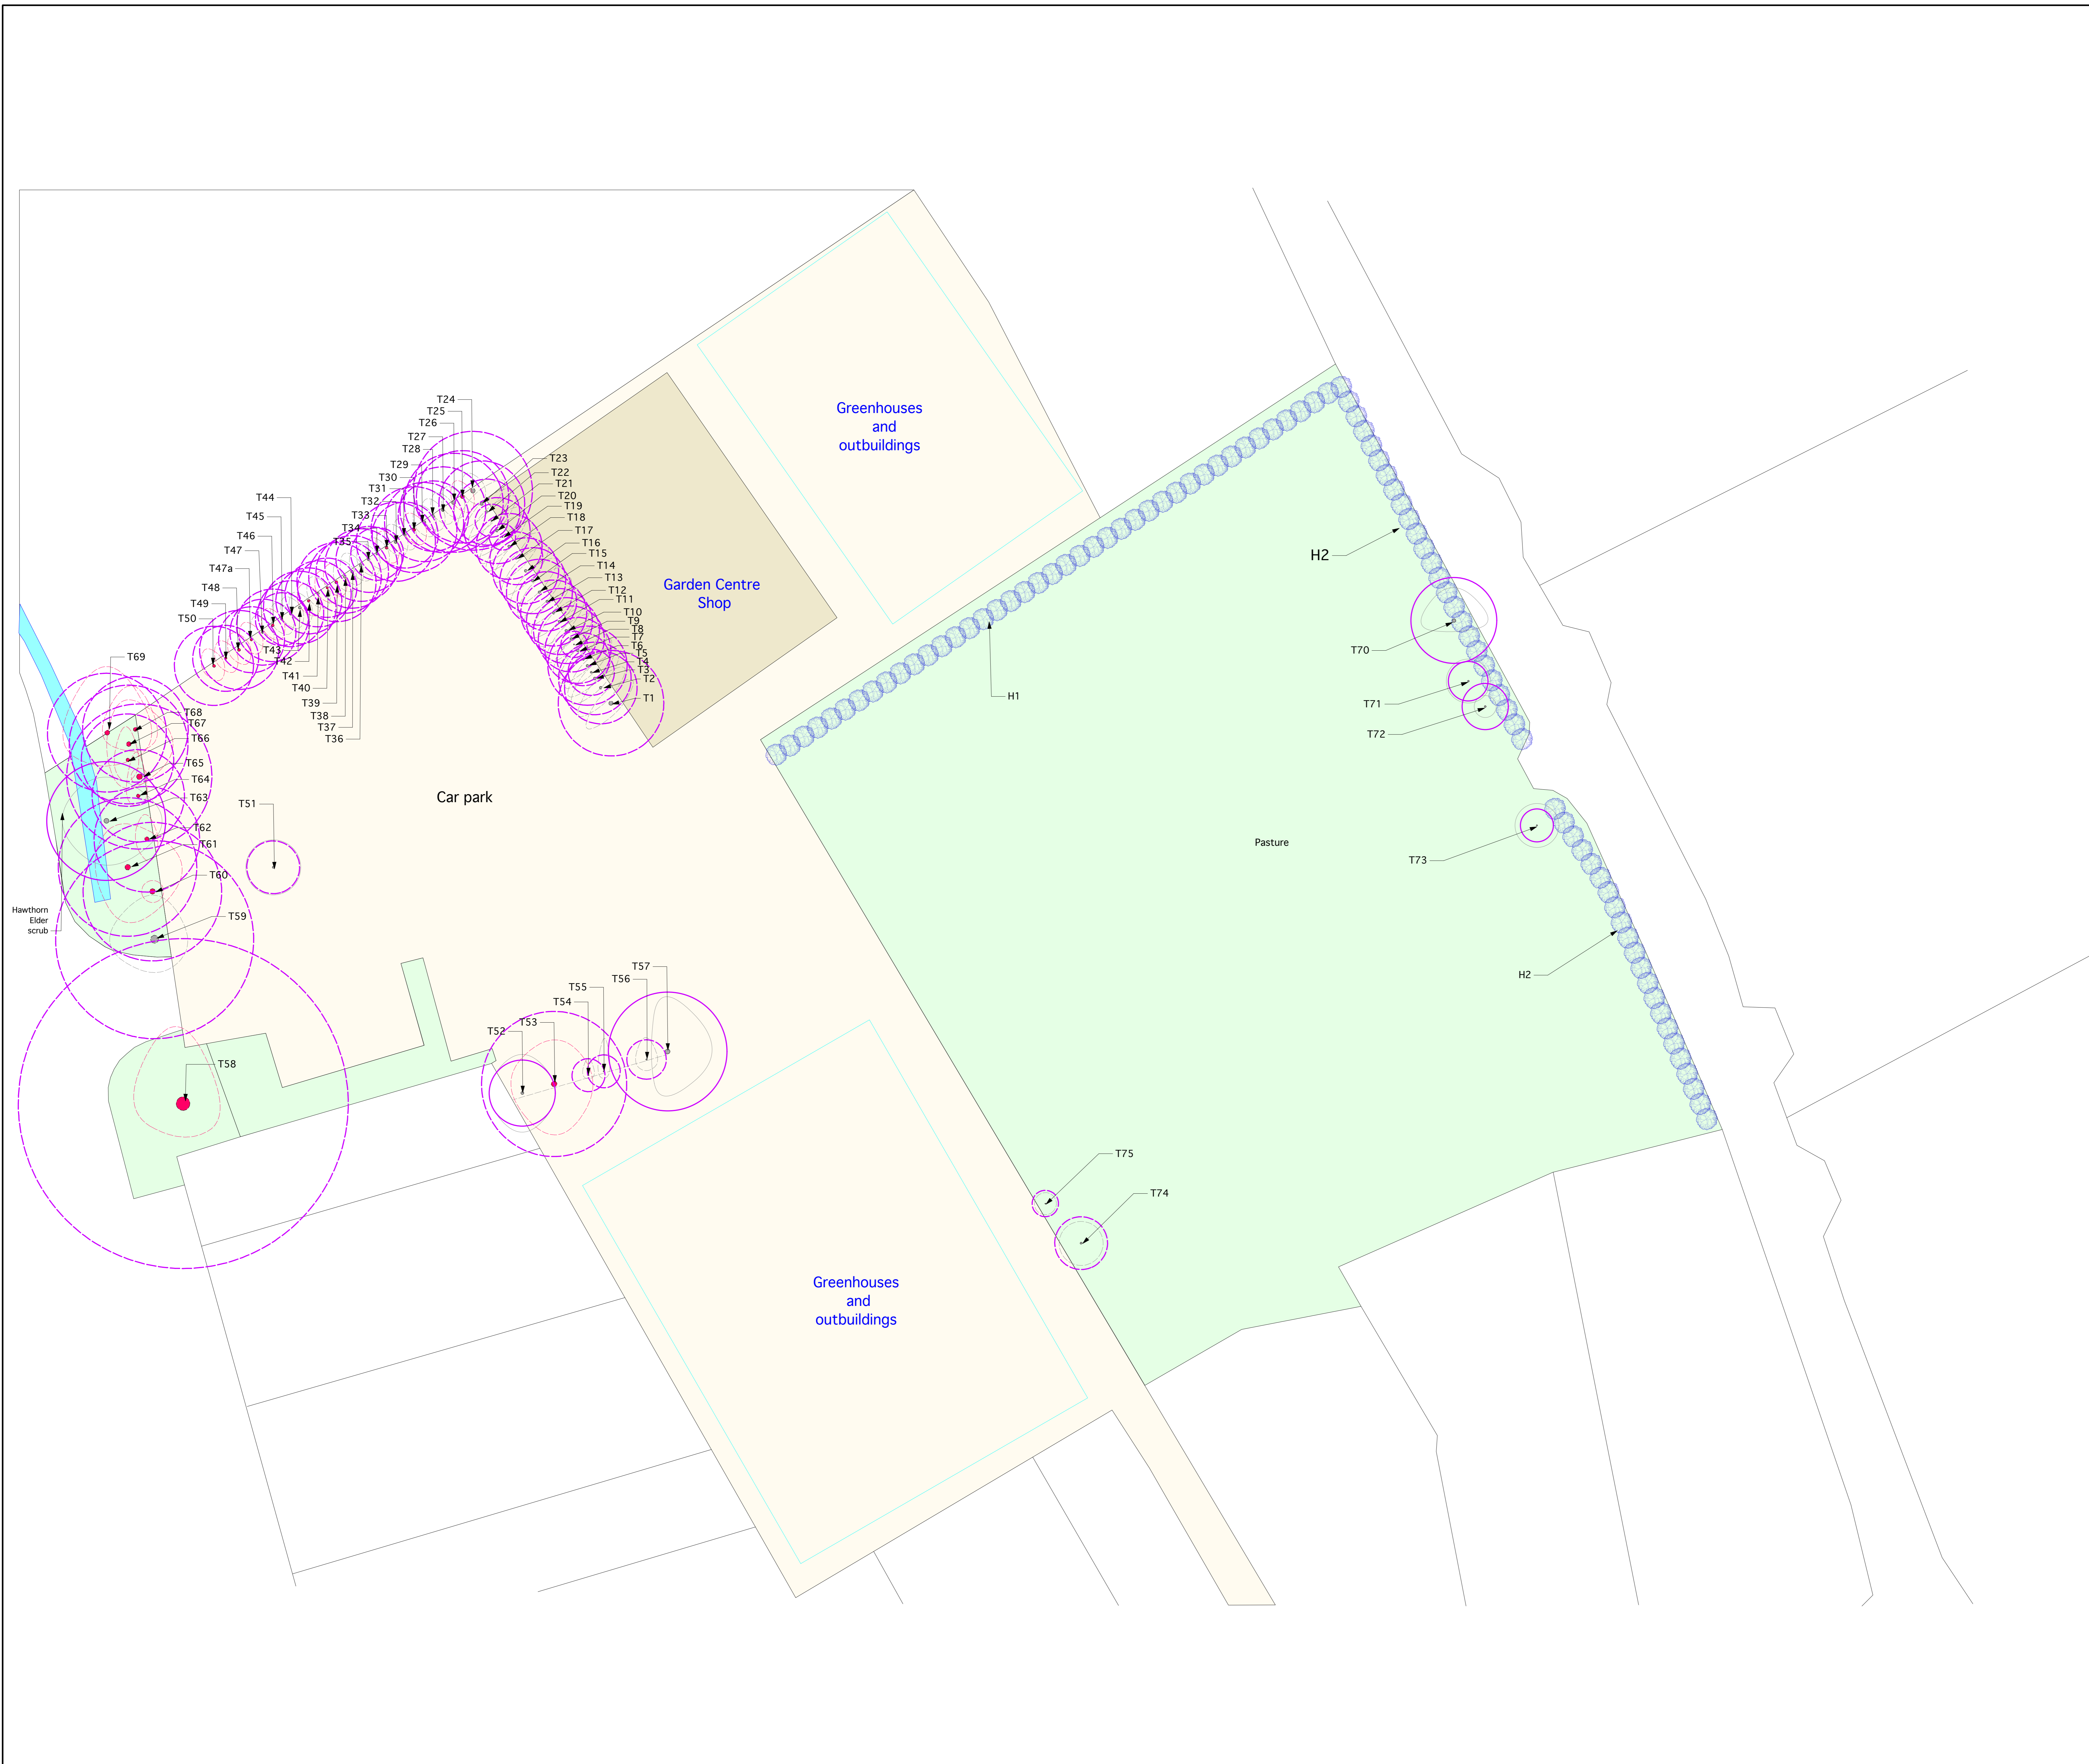 T24
T25
T26
T27
T28
T29
T30
T31
T32
T33
T34
T35
T23
T22
T21
T20
T19
T18
T17
T16
T15
T14
T13
T12
T11
T10
T9
T8
T7
T6
T5
T4
T3
T2
T1
T44
T45
T46
T47
T47a
T48
T49
T50
T43
T42
T41
T40
T39
T38
T37
T36
Greenhouses
and
outbuildings
Garden Centre
Shop
H2
T70
T71
T72
H1
T69
T68
T67
T66
T65
T64
T63
T62
T61
T60
T59
T51
Car park
Pasture
T73
Hawthorn
Elder
scrub
H2
T57
T56
T55
T54
T53
T52
T58
T75
T74
Greenhouses
and
outbuildings